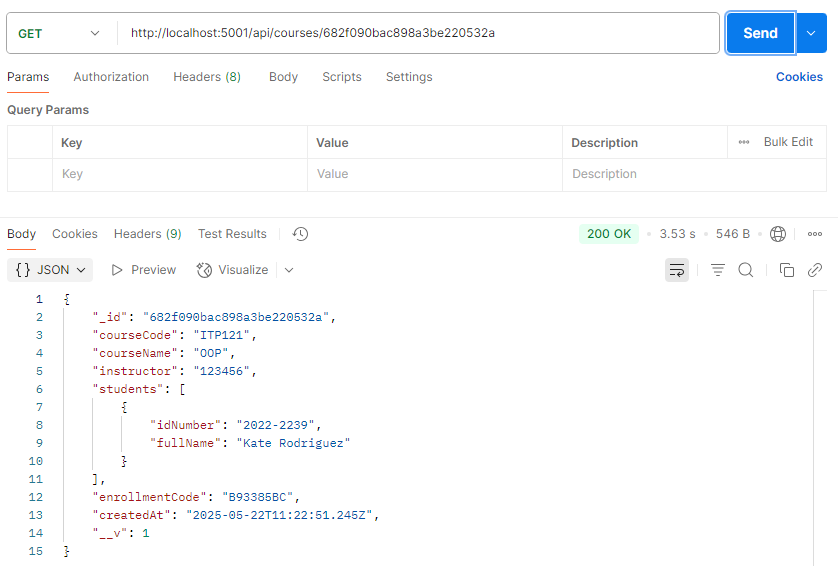 GET http://localhost:5001/api/courses/682f090bac898a3be220532a Send
Params Authorization Headers (8) Body Scripts Settings Cookies
Query Params
Key Value Description Bulk Edit
Key Value Description
Body Cookies Headers (9) Test Results 200 OK 3.53 s 546 B
{} JSON Preview Visualize
1 {
2 "_id": "682f090bac898a3be220532a",
3 "courseCode": "ITP121",
4 "courseName": "OOP",
5 "instructor": "123456",
6 "students": [
7 {
8 "idNumber": "2022-2239",
9 "fullName": "Kate Rodriguez"
10 }
11 ],
12 "enrollmentCode": "B93385BC",
13 "createdAt": "2025-05-22T11:22:51.245Z",
14 "__v": 1
15 }